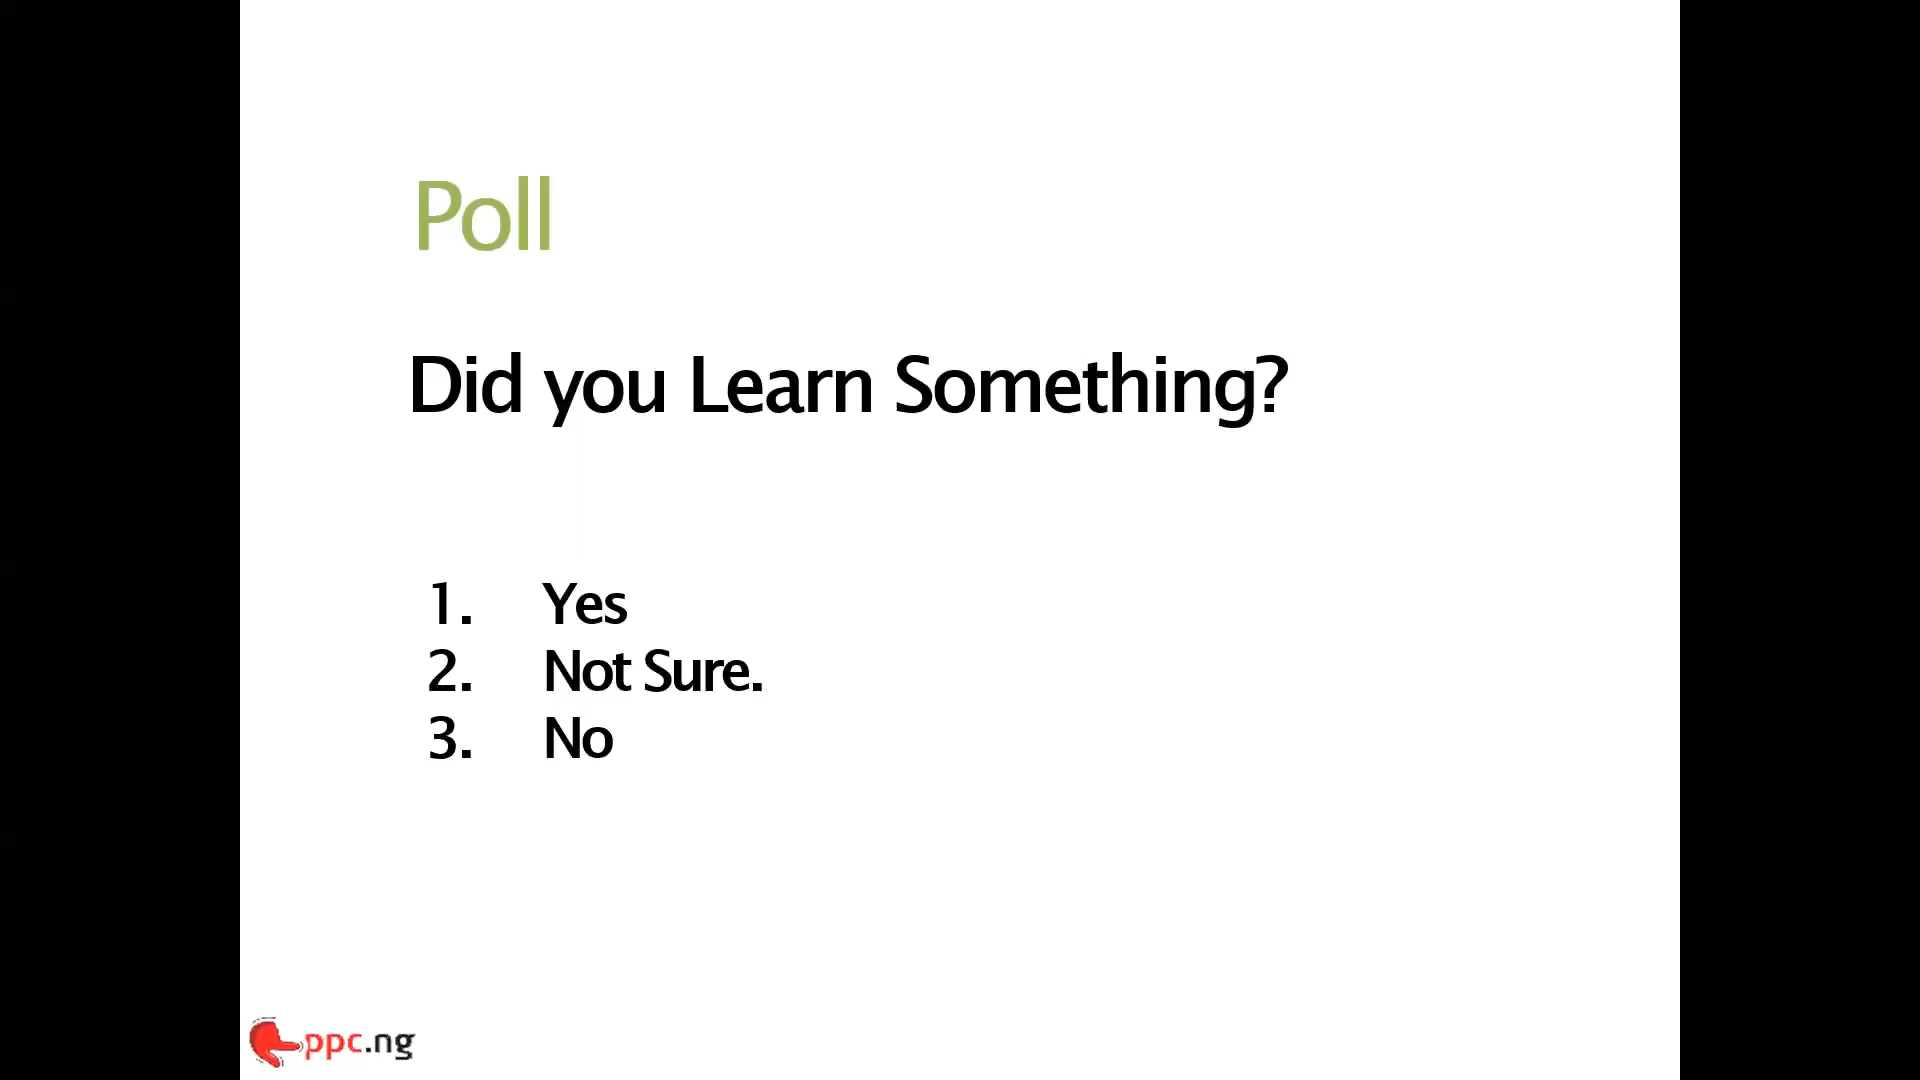 Poll
Did you Learn Something?
1. Yes
2. Not Sure.
3. No
ppc.ng